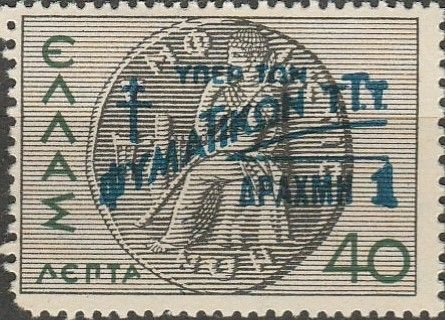 ΕΛΛΑΣ
ΥΠΕΡ ΤΩΝ
ΦΥΜΑΤΙΚΩΝ Τ.Τ.Τ.
ΔΡΑΧΜΗ 1
ΛΕΠΤΑ
40